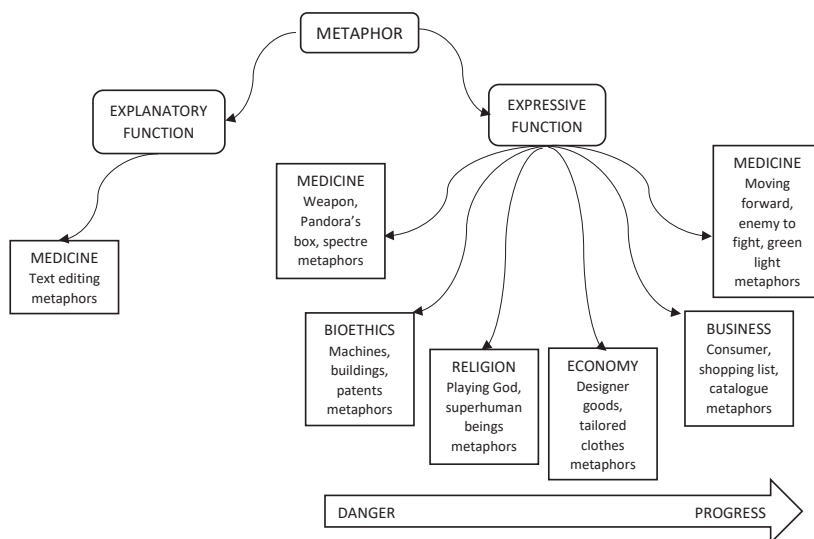 METAPHOR
EXPLANATORY
FUNCTION
EXPRESSIVE
FUNCTION
MEDICINE
Text editing
metaphors
MEDICINE
Weapon,
Pandora's
box, spectre
metaphors
BIOETHICS
Machines,
buildings,
patents
metaphors
RELIGION
Playing God,
superhuman
beings
metaphors
ECONOMY
Designer
goods,
tailored
clothes
metaphors
BUSINESS
Consumer,
shopping list,
catalogue
metaphors
MEDICINE
Moving
forward,
enemy to
fight, green
light
metaphors
DANGER PROGRESS